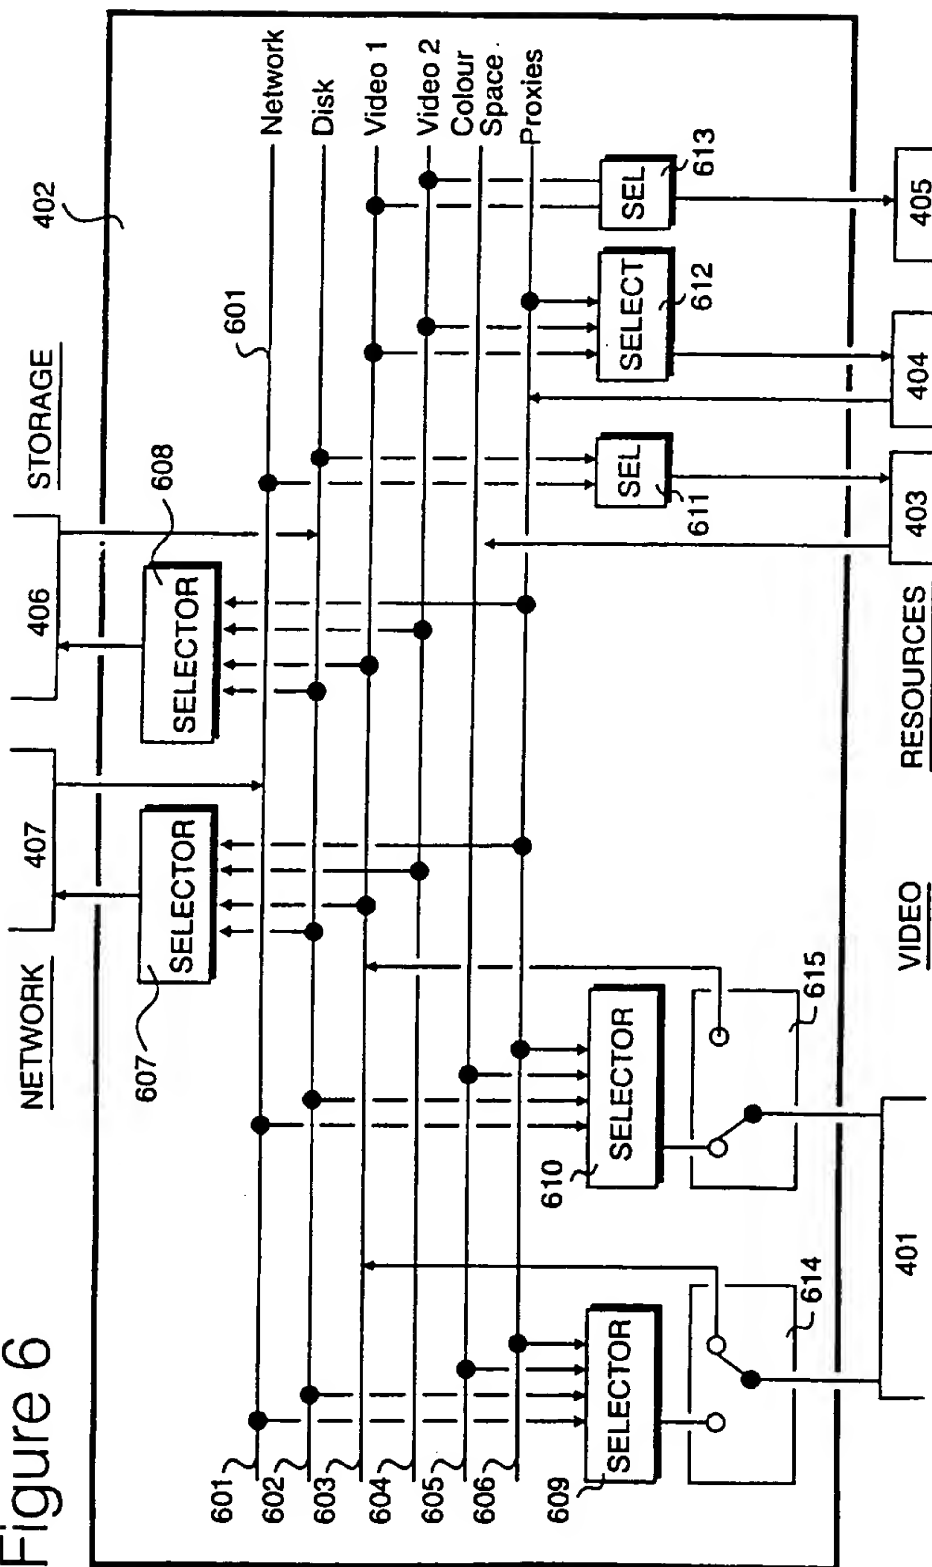 Figure 6
NETWORK
STORAGE
407
406
402
607
608
SELECTOR
SELECTOR
601
601
602
603
604
605
606
Network
Disk
Video 1
Video 2
Colour
Space
Proxies
609
SELECTOR
610
SELECTOR
611
SEL
SELECT
612
SEL
613
614
615
401
403
404
405
VIDEO
RESOURCES